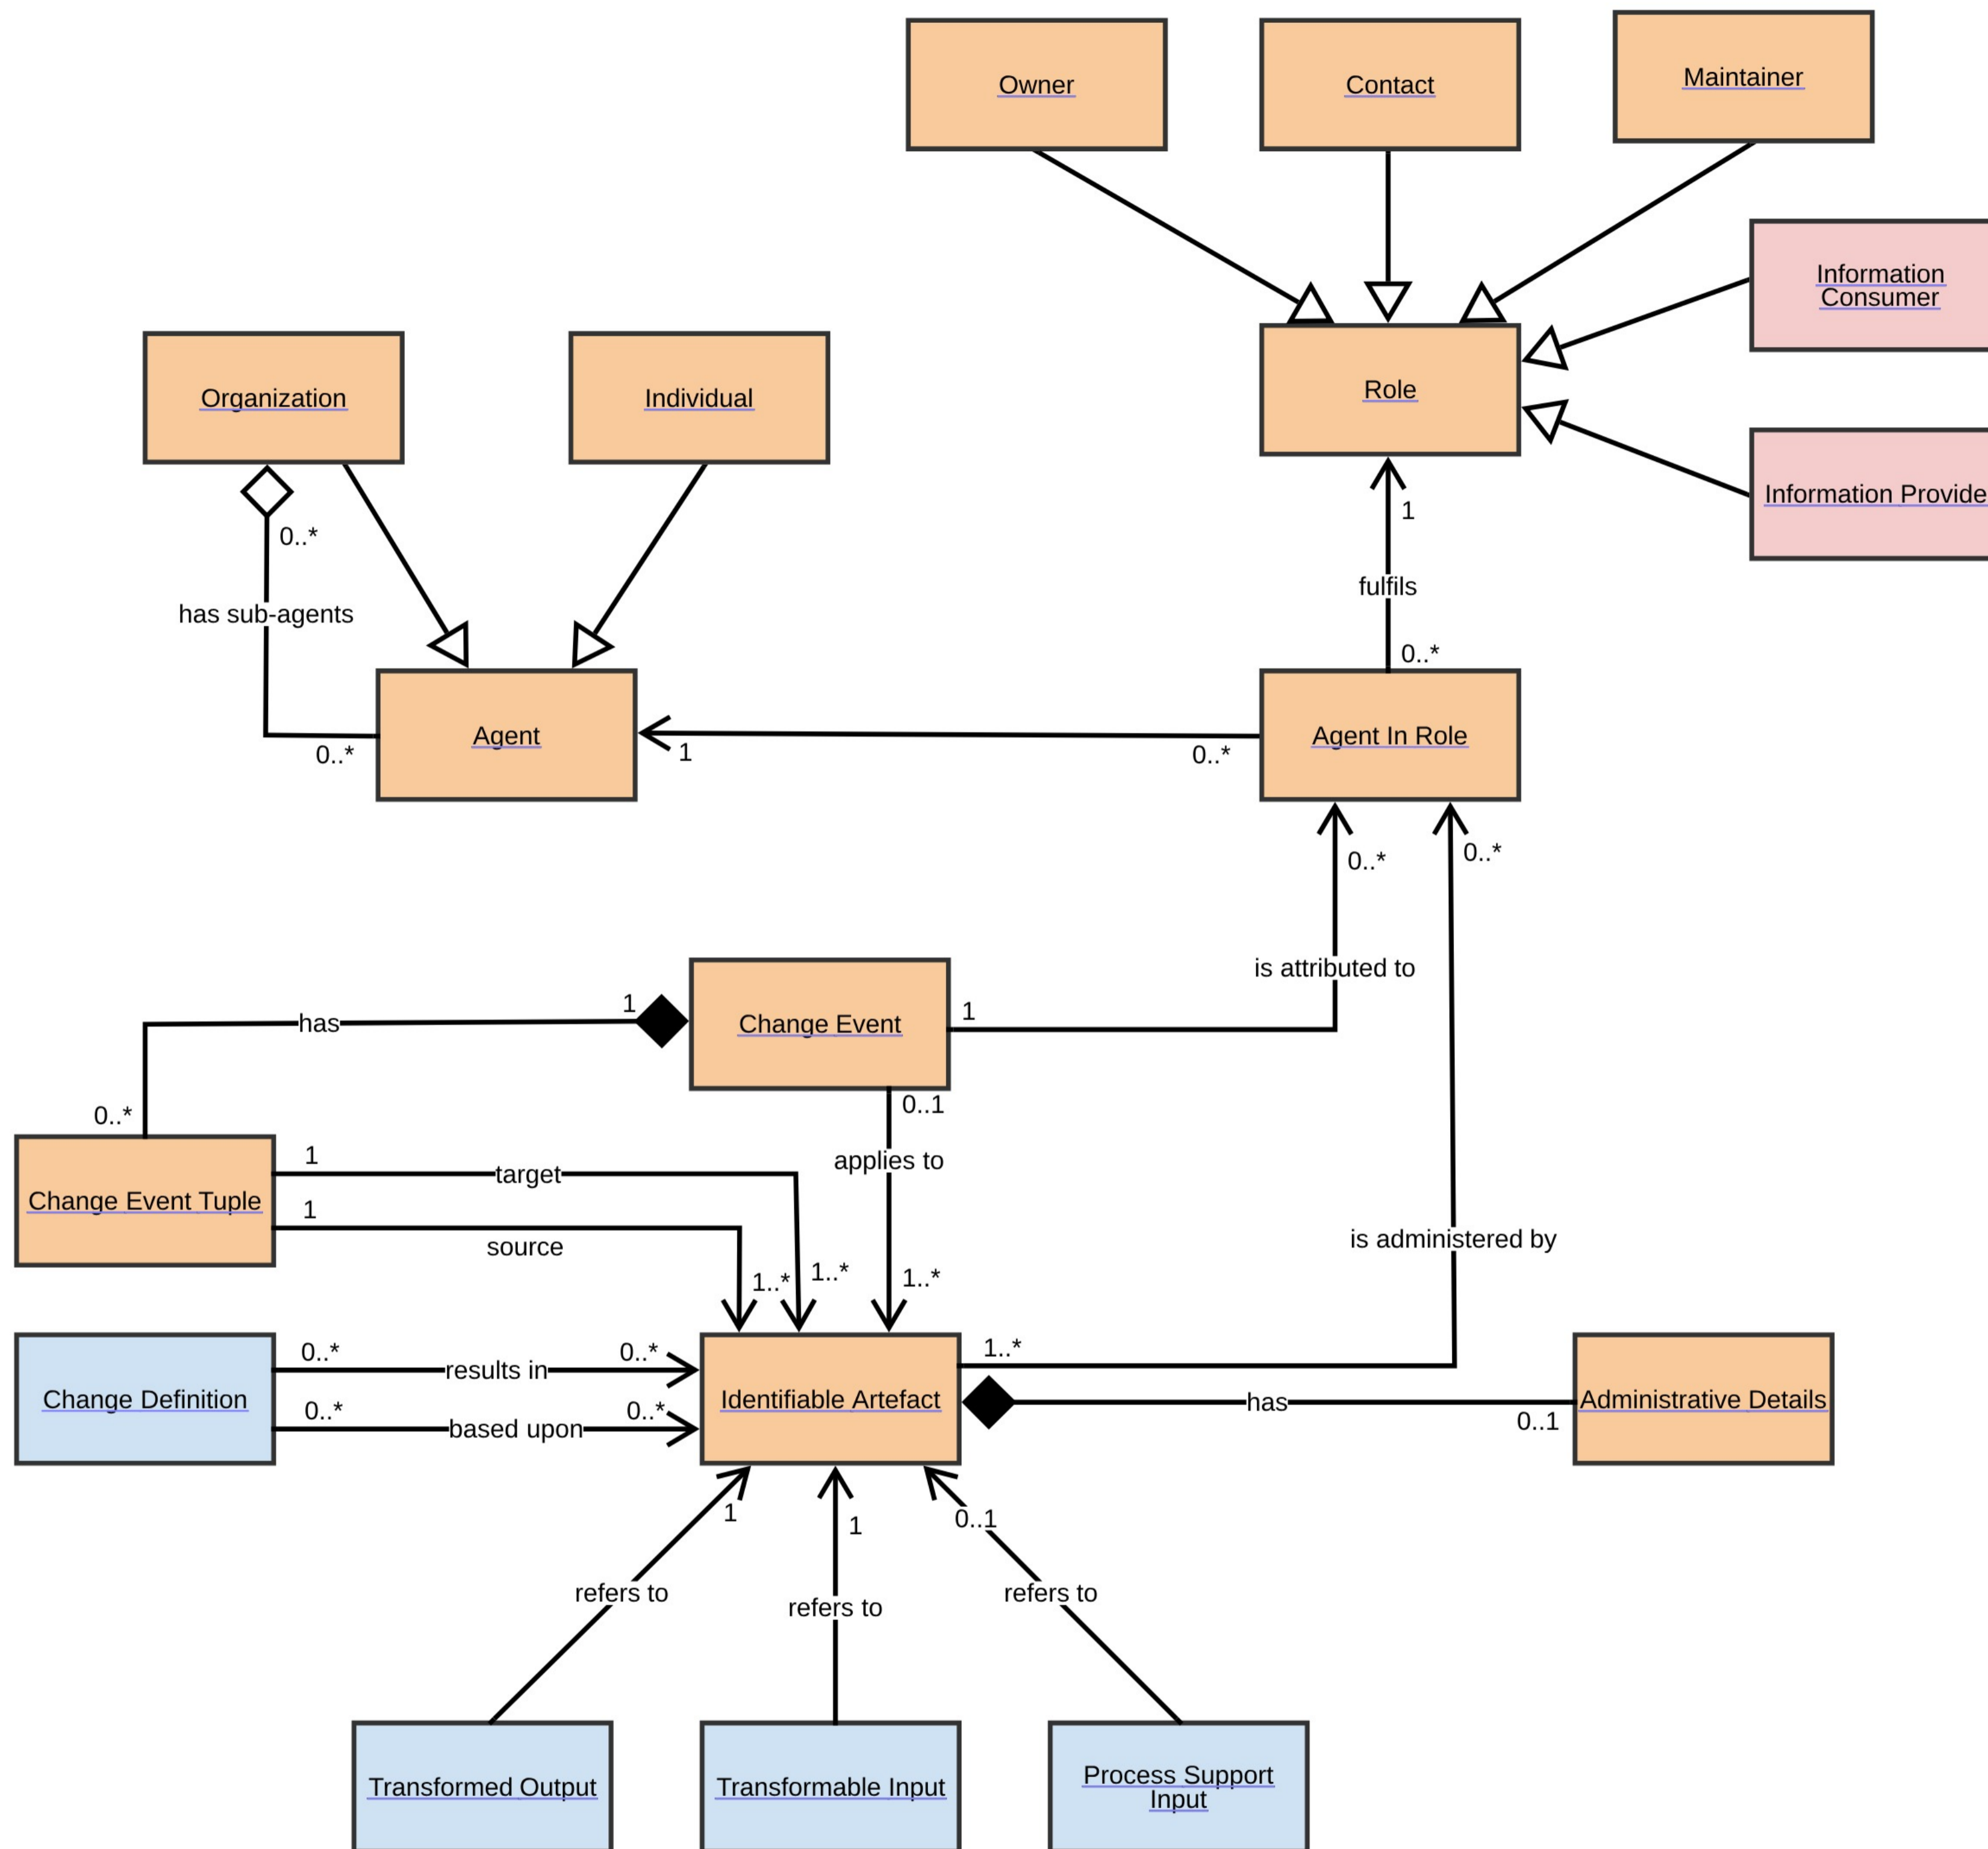 Owner
Contact
Maintainer
Information
Consumer
Organization
Individual
Role
Information Provide
1
0..*
fulfils
has sub-agents
0..*
Agent
Agent In Role
0..*
1
0..*
0..*
0..*
is attributed to
1
has
1
Change Event
0..*
0..1
applies to
1
target
Change Event Tuple
1
source
is administered by
1..*
1..*
1..*
0..*
results in
0..*
1..*
Change Definition
Identifiable Artefact
has
Administrative Details
0..*
based upon
0..*
0..1
1
1
0..1
refers to
refers to
refers to
Transformed Output
Transformable Input
Process Support
Input